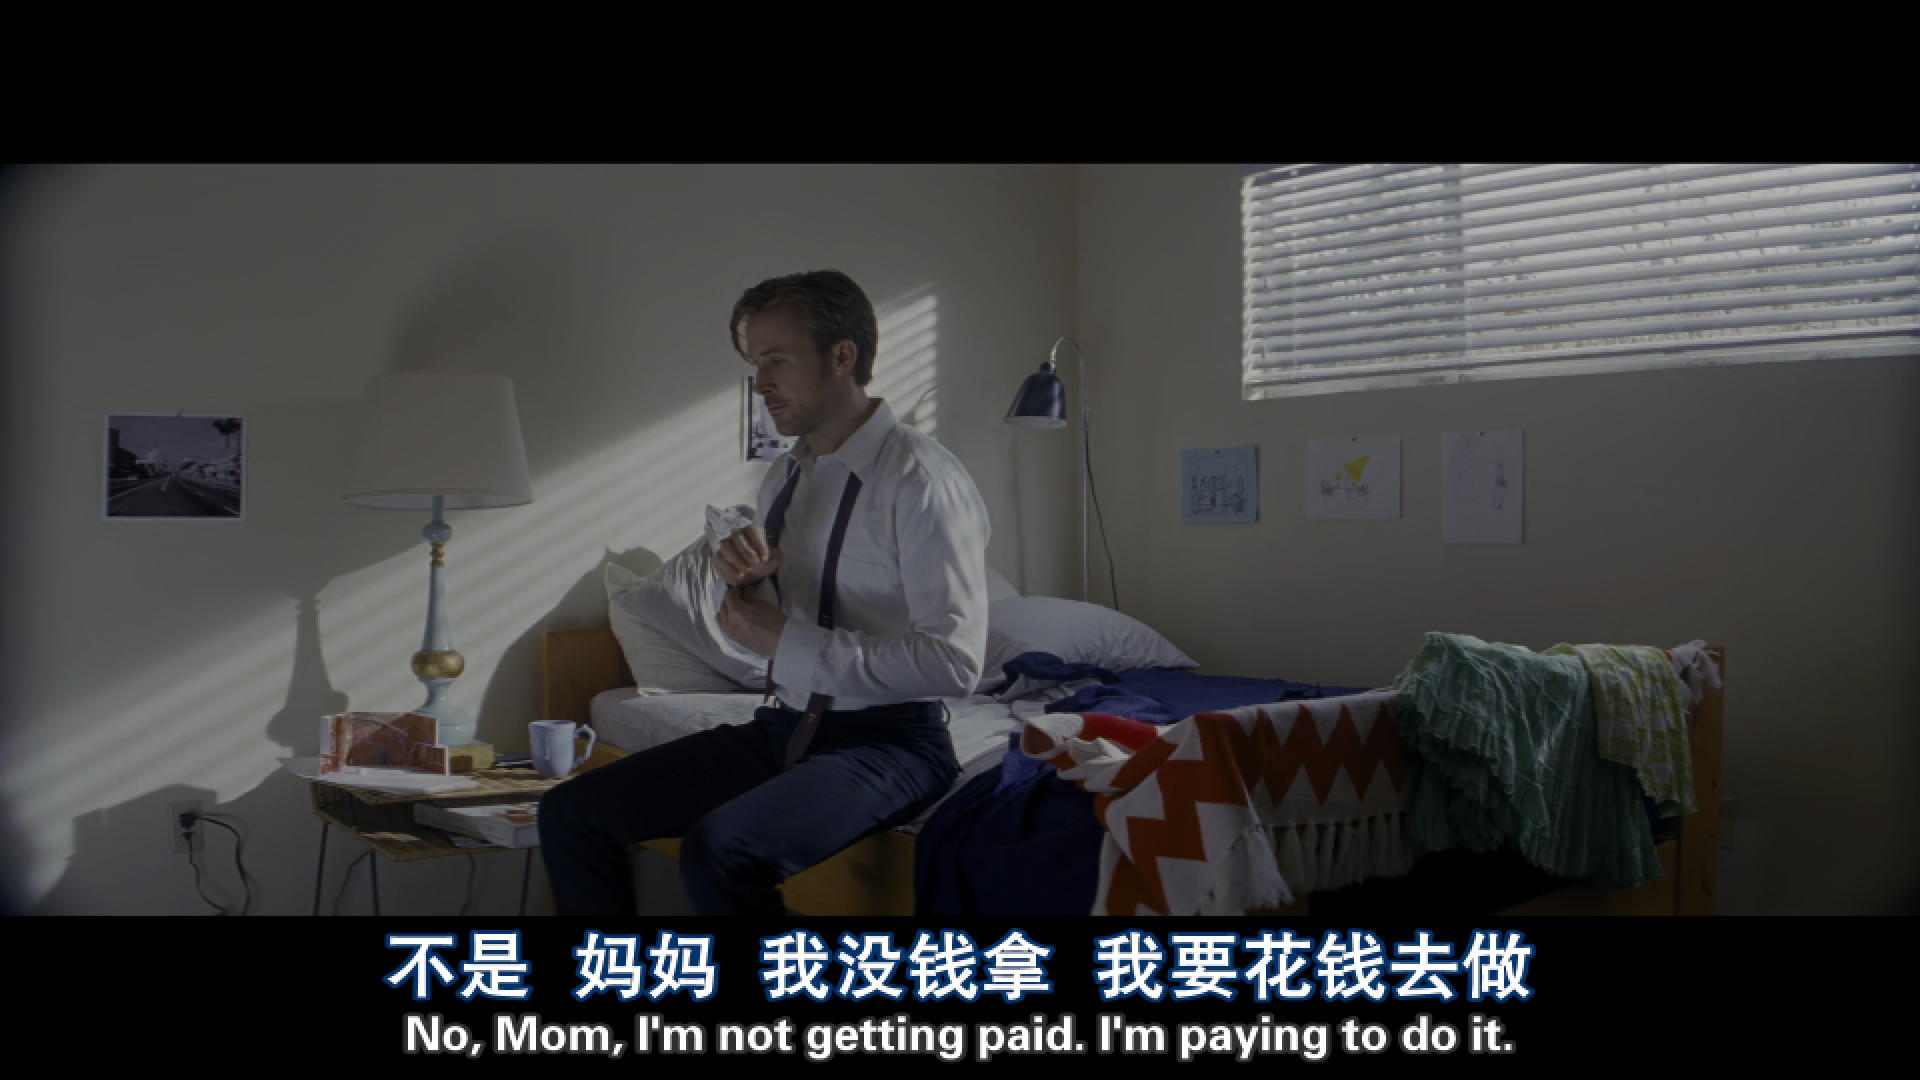 不是 妈妈 我没钱拿 我要花钱去做
No, Mom, I'm not getting paid. I'm paying to do it.